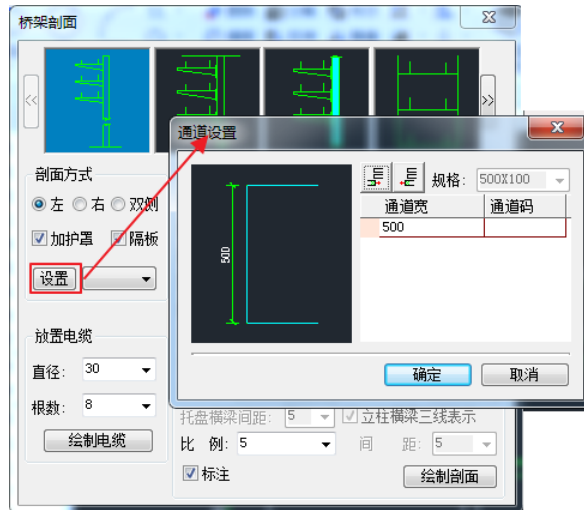 桥架剖面
<<
>>
通道设置
剖面方式
左 右 双侧
加护罩 隔板
设置
规格: 500X100
通道宽 通道码
500
500
确定 取消
放置电缆
直径: 30
根数: 8
绘制电缆
托盘横梁间距: 5 立柱横梁三线表示
比 例: 5 间 距: 5
标注 绘制剖面